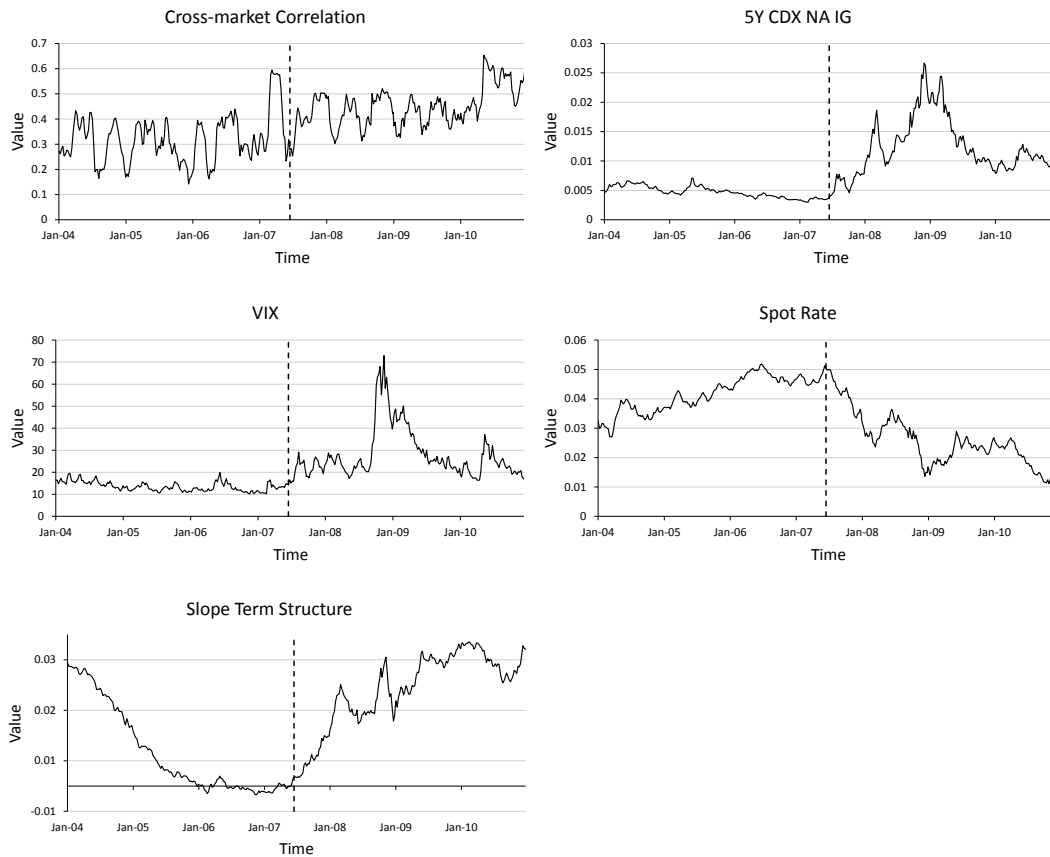 Cross-market Correlation
0.7
0.6
0.5
0.4
0.3
0.2
0.1
0
Value
Jan-04 Jan-05 Jan-06 Jan-07 Jan-08 Jan-09 Jan-10
Time
5Y CDX NA IG
0.03
0.025
0.02
0.015
0.01
0.005
0
Value
Jan-04 Jan-05 Jan-06 Jan-07 Jan-08 Jan-09 Jan-10
Time
VIX
80
70
60
50
40
30
20
10
0
Value
Jan-04 Jan-05 Jan-06 Jan-07 Jan-08 Jan-09 Jan-10
Time
Spot Rate
0.06
0.05
0.04
0.03
0.02
0.01
0
Value
Jan-04 Jan-05 Jan-06 Jan-07 Jan-08 Jan-09 Jan-10
Time
Slope Term Structure
0.03
0.02
0.01
-0.01
Value
Jan-04 Jan-05 Jan-06 Jan-07 Jan-08 Jan-09 Jan-10
Time